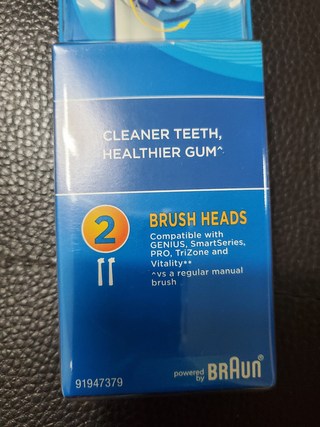 CLEANER TEETH,
HEALTHIER GUM^
2
BRUSH HEADS
Compatible with
GENIUS, SmartSeries,
PRO, TriZone and
Vitality**
^vs a regular manual
brush
91947379
powered
by
BRAUN®